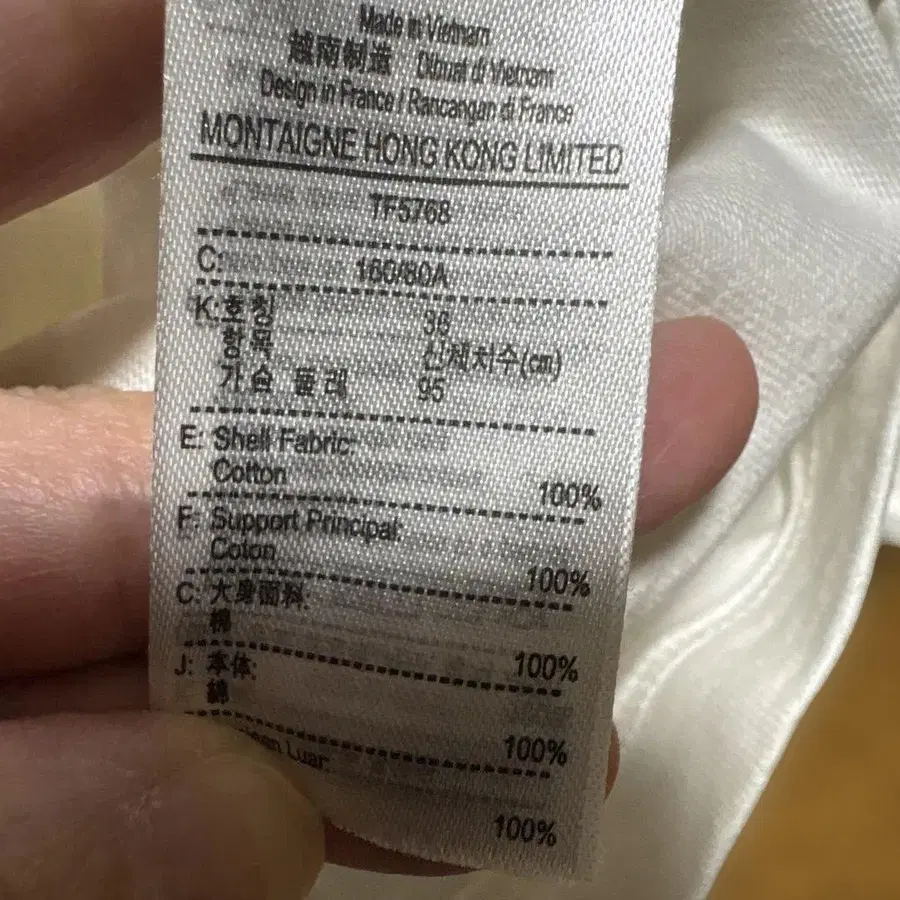 Made in Vietnam
越南制造 Dibuat di Vietnam
Design in France / Rancangan di France
MONTAIGNE HONG KONG LIMITED
TF5768
C: 160/80A
K: 호칭 36
항목 신체치수(cm)
가슴 둘레 95
E: Shell Fabric:
Cotton 100%
F: Support Principal:
Coton 100%
C: 大身面料:
棉 100%
J: 本体:
綿 100%
Luar:
100%